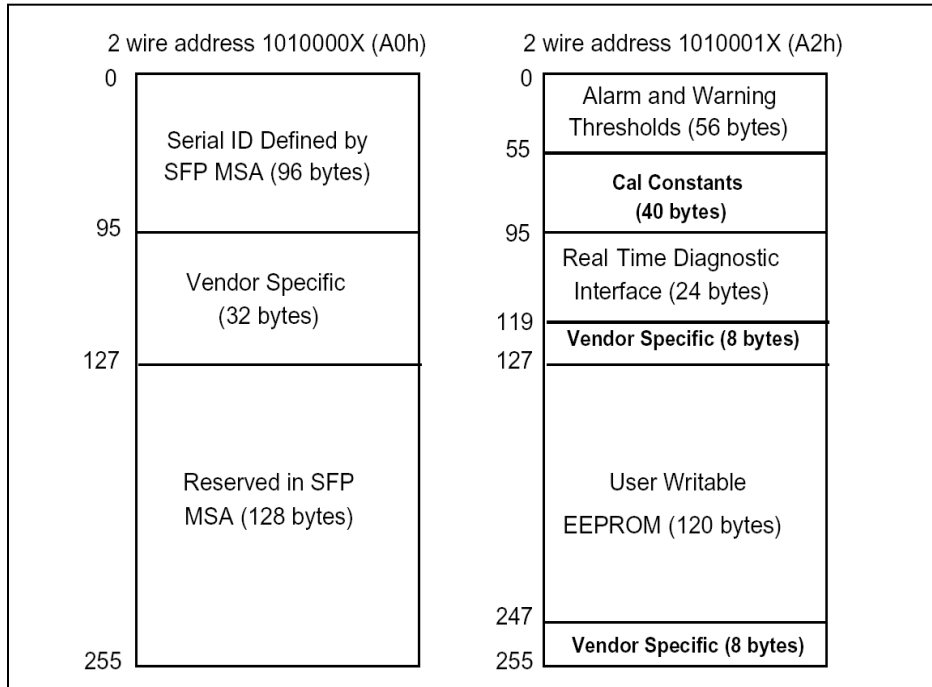 2 wire address 1010000X (A0h)
0
Serial ID Defined by
SFP MSA (96 bytes)
95
Vendor Specific
(32 bytes)
127
Reserved in SFP
MSA (128 bytes)
255
2 wire address 1010001X (A2h)
0
Alarm and Warning
Thresholds (56 bytes)
55
Cal Constants
(40 bytes)
95
Real Time Diagnostic
Interface (24 bytes)
119
Vendor Specific (8 bytes)
127
User Writable
EEPROM (120 bytes)
247
Vendor Specific (8 bytes)
255